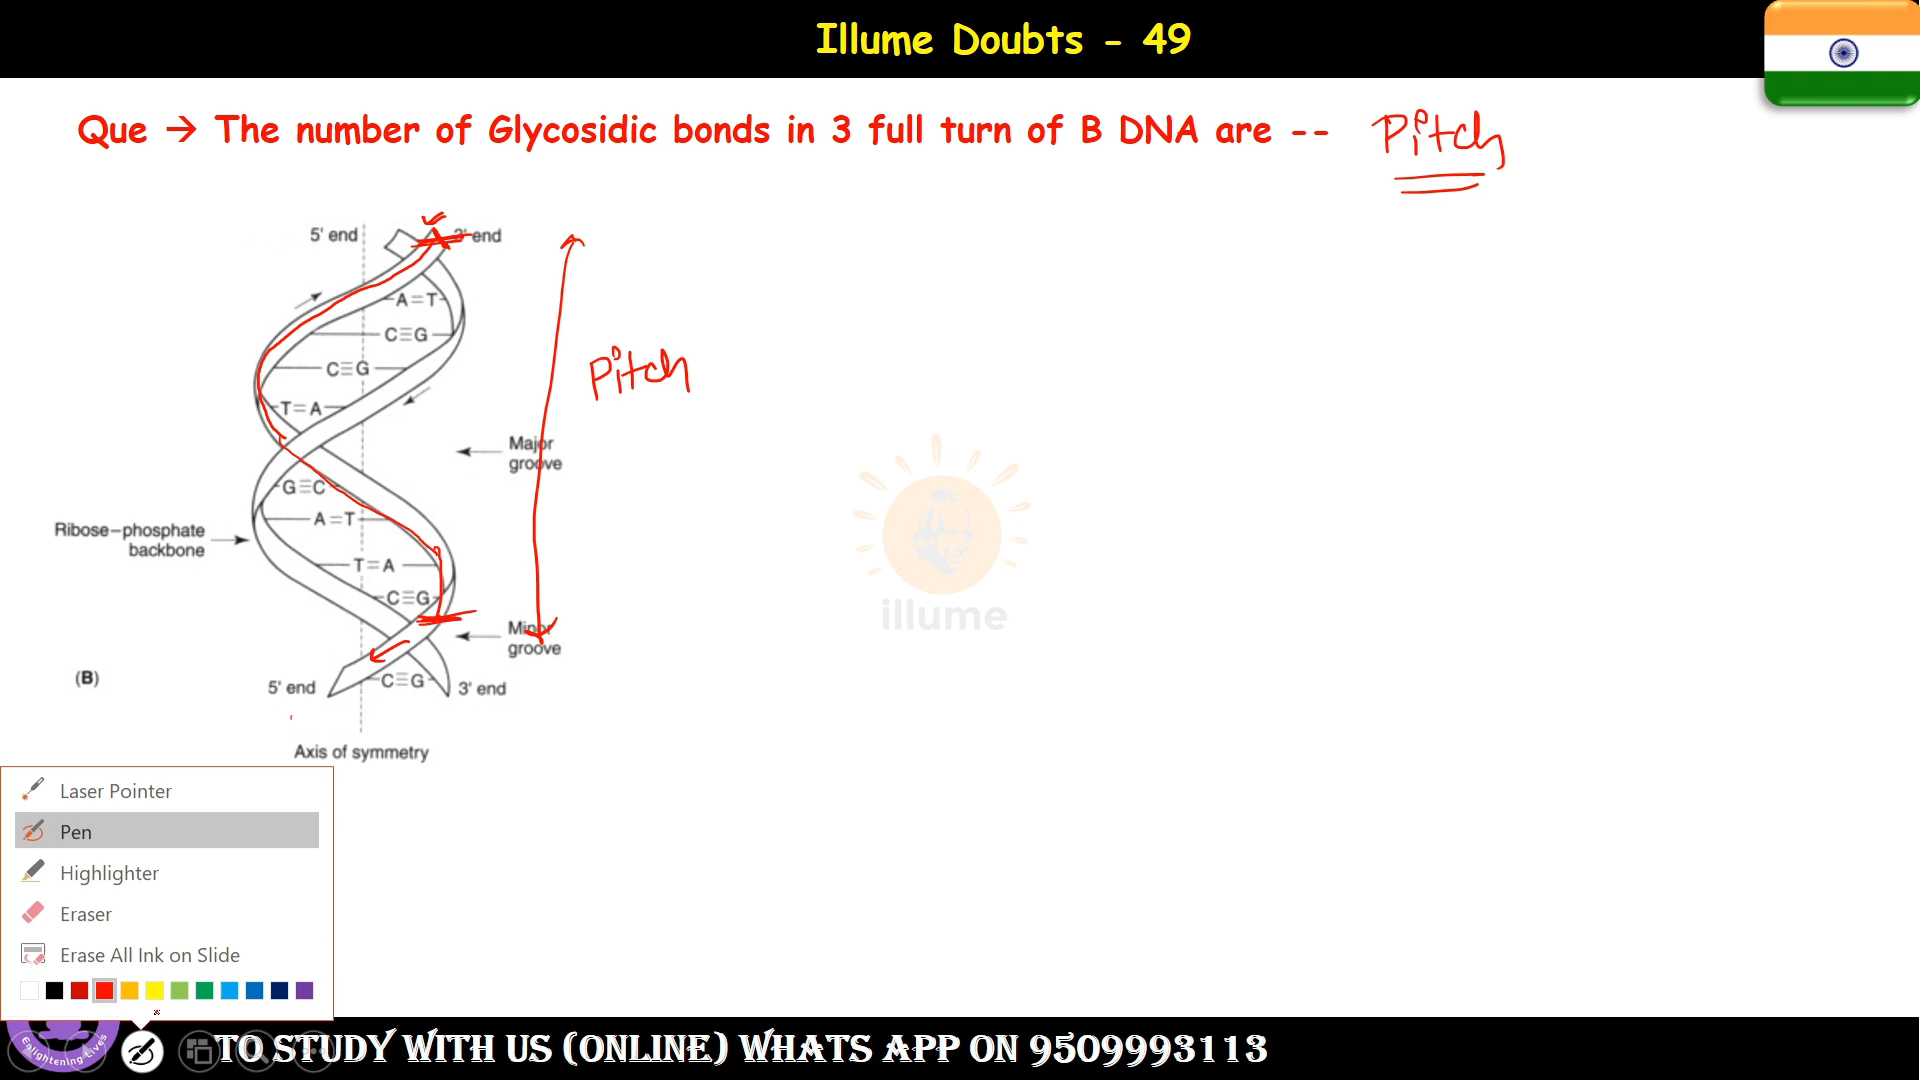 Illume Doubts - 49
Que → The number of Glycosidic bonds in 3 full turn of B DNA are --
Pitch
5' end
3' end
A=T
C≡G
C≡G
Pitch
T=A
Major
groove
G≡C
A=T
Ribose-phosphate
backbone
T=A
C≡G
illume
Minor
groove
(B)
5' end
C≡G
3' end
Axis of symmetry
Laser Pointer
Pen
Highlighter
Eraser
Erase All Ink on Slide
Enlightening Lives
TO STUDY WITH US (ONLINE) WHATS APP ON 9509993113